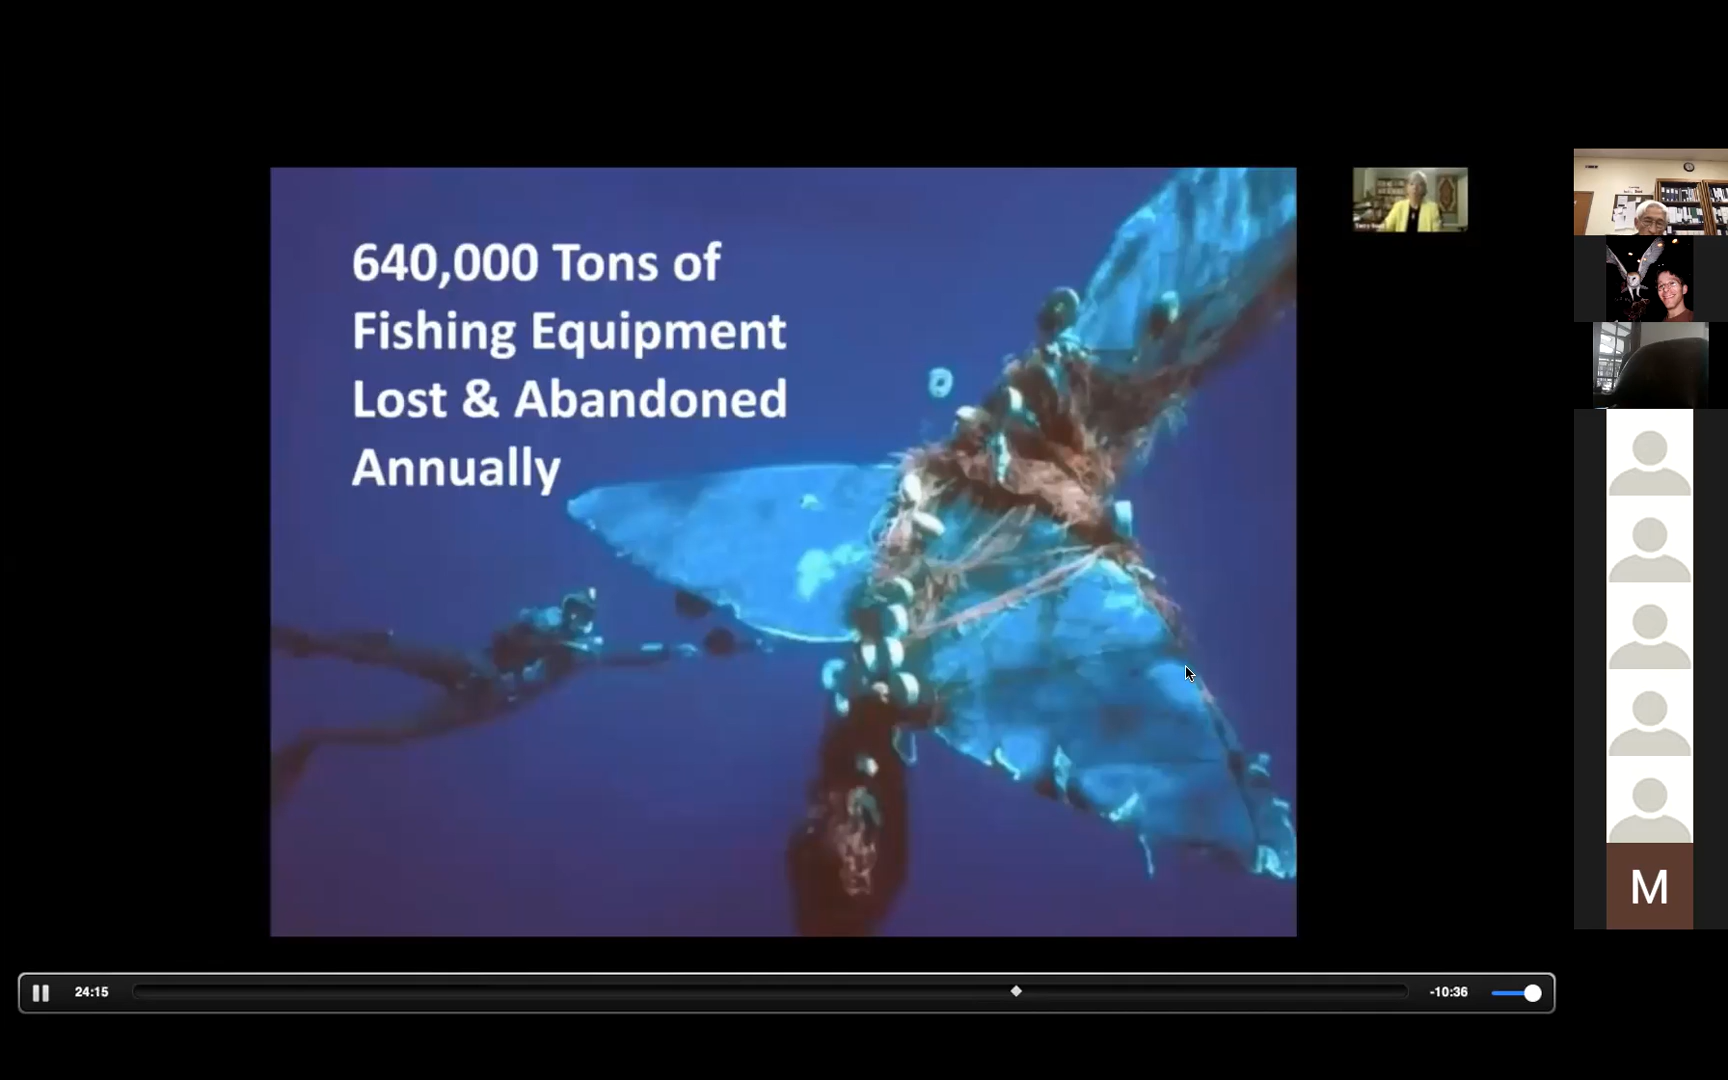 640,000 Tons of
Fishing Equipment
Lost & Abandoned
Annually
M
24:15
-10:36